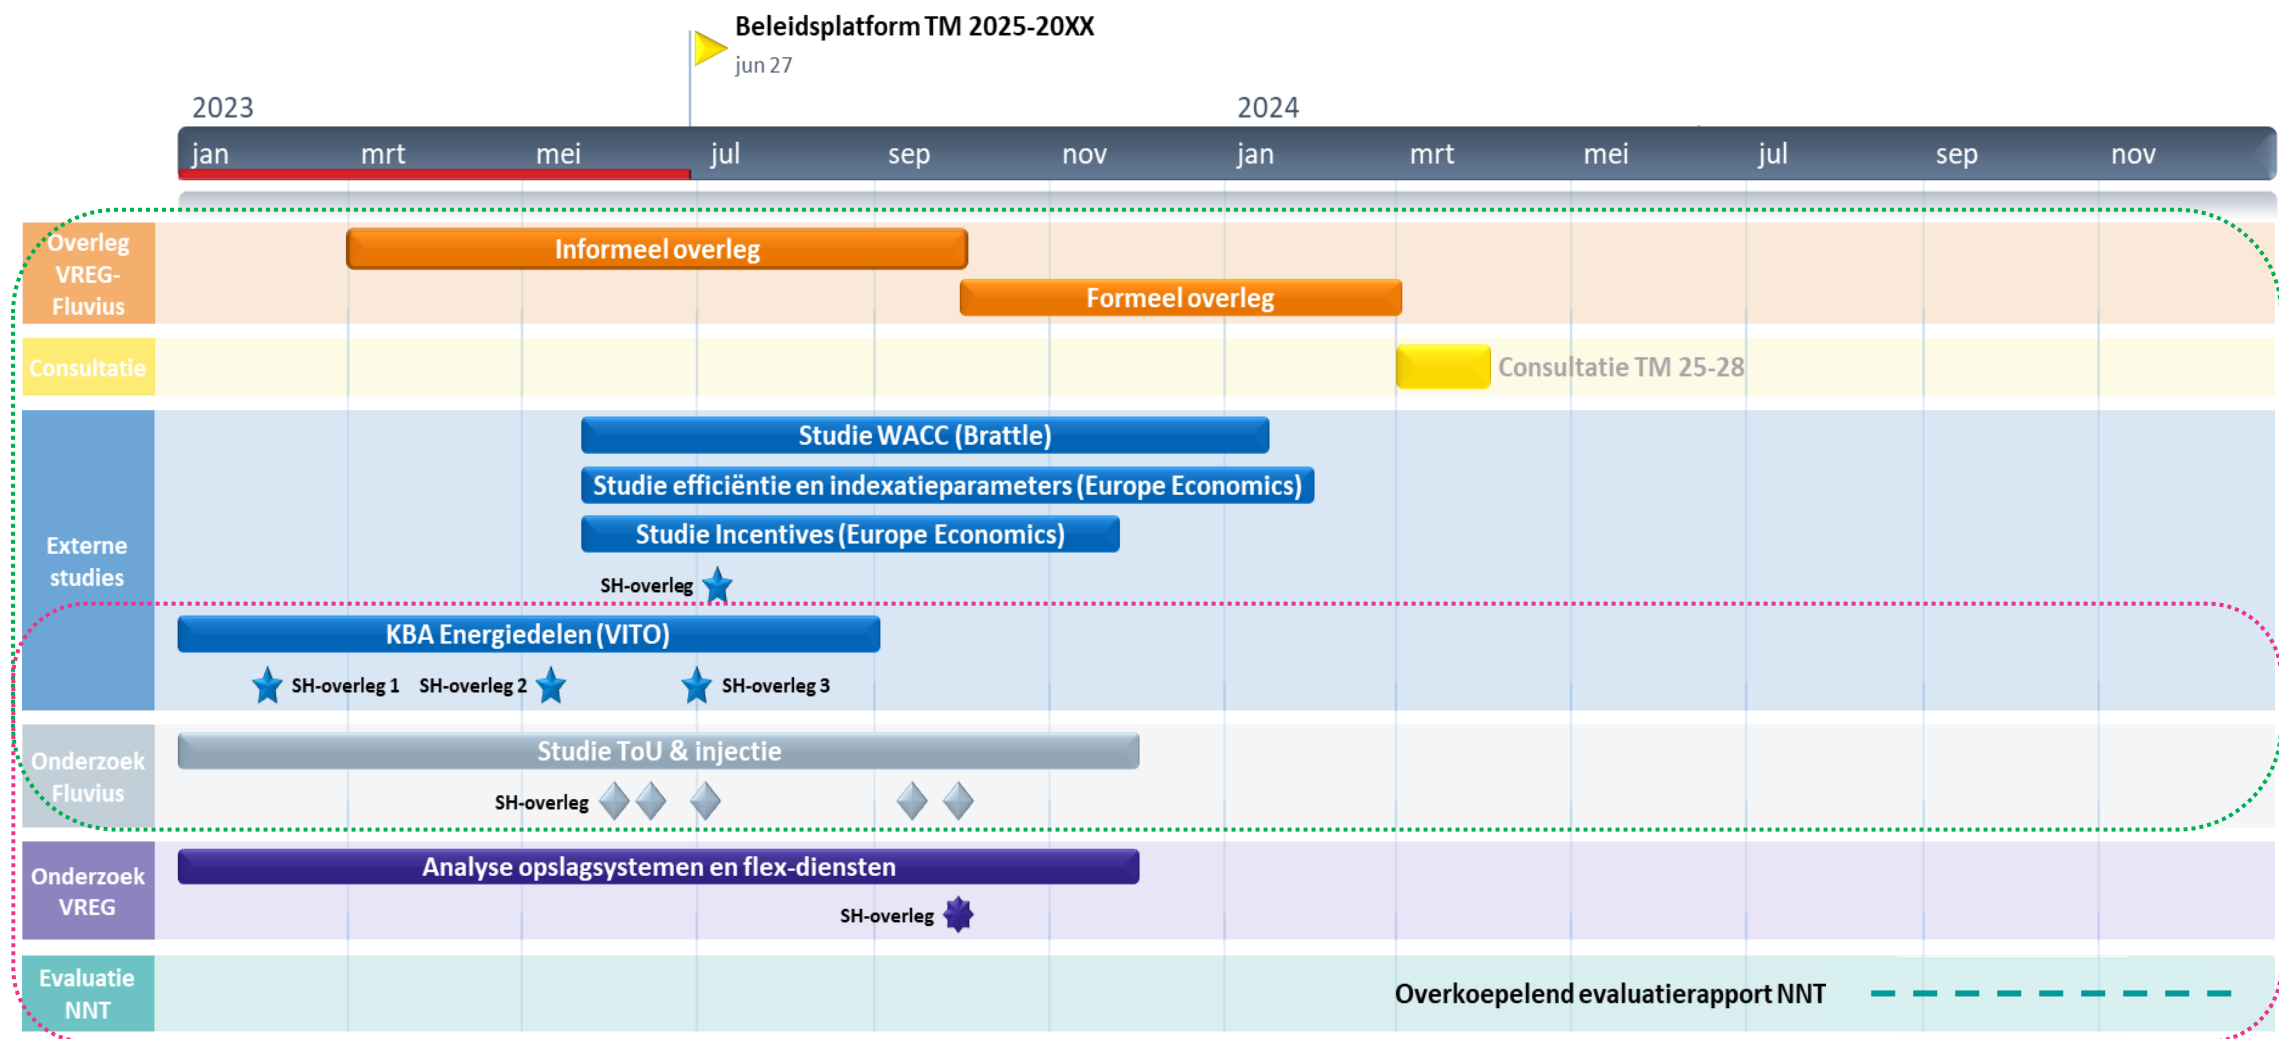 Beleidsplatform TM 2025-20XX
jun 27
2023 2024
jan mrt mei jul sep nov jan mrt mei jul sep nov
Overleg
VREG-
Fluvius
Informeel overleg
Formeel overleg
Consultatie
Consultatie TM 25-28
Externe
studies
Studie WACC (Brattle)
Studie efficiëntie en indexatieparameters (Europe Economics)
Studie Incentives (Europe Economics)
SH-overleg
KBA Energiedelen (VITO)
SH-overleg 1 SH-overleg 2 SH-overleg 3
Onderzoek
Fluvius
Studie ToU & injectie
SH-overleg
Onderzoek
VREG
Analyse opslagsystemen en flex-diensten
SH-overleg
Evaluatie
NNT
Overkoepelend evaluatierapport NNT